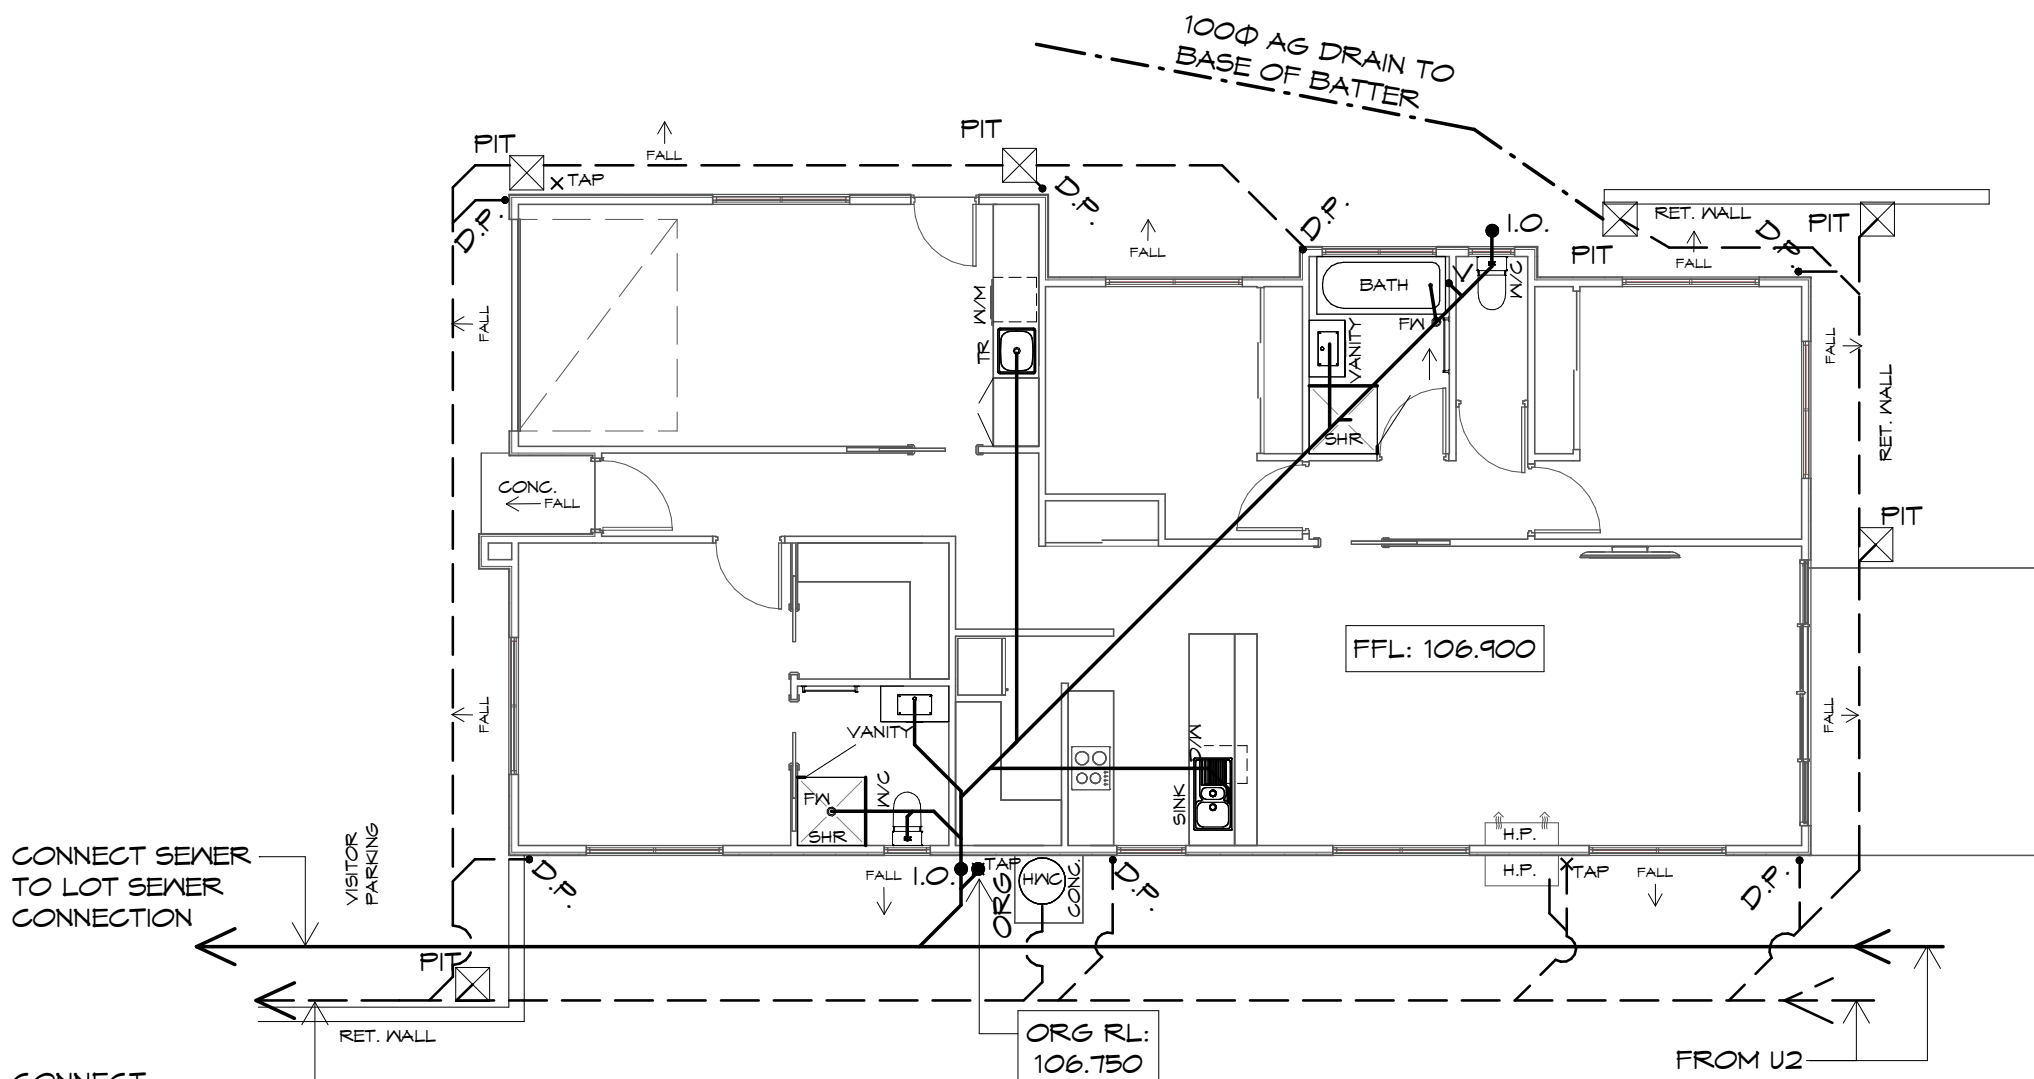 100Φ AG DRAIN TO
BASE OF BATTER
PIT
PIT
FALL
TAP
D.P.
D.P.
D.P.
I.O.
RET. WALL
PIT
PIT
D.P.
FALL
FALL
V
W/C
BATH
FW
VANITY
SHR
W/M
TR
FALL
FALL
RET. WALL
CONC.
FALL
PIT
FFL: 106.900
FALL
FALL
VANITY
W/C
FW
SHR
D/W
SINK
H.P.
H.P.
CONNECT SEWER
TO LOT SEWER
CONNECTION
VISITOR
PARKING
D.P.
FALL
I.O.
TAP
ORG
HWC
CONC.
D.P.
TAP
FALL
D.P.
PIT
RET. WALL
ORG RL:
106.750
FROM U2
CONNECT